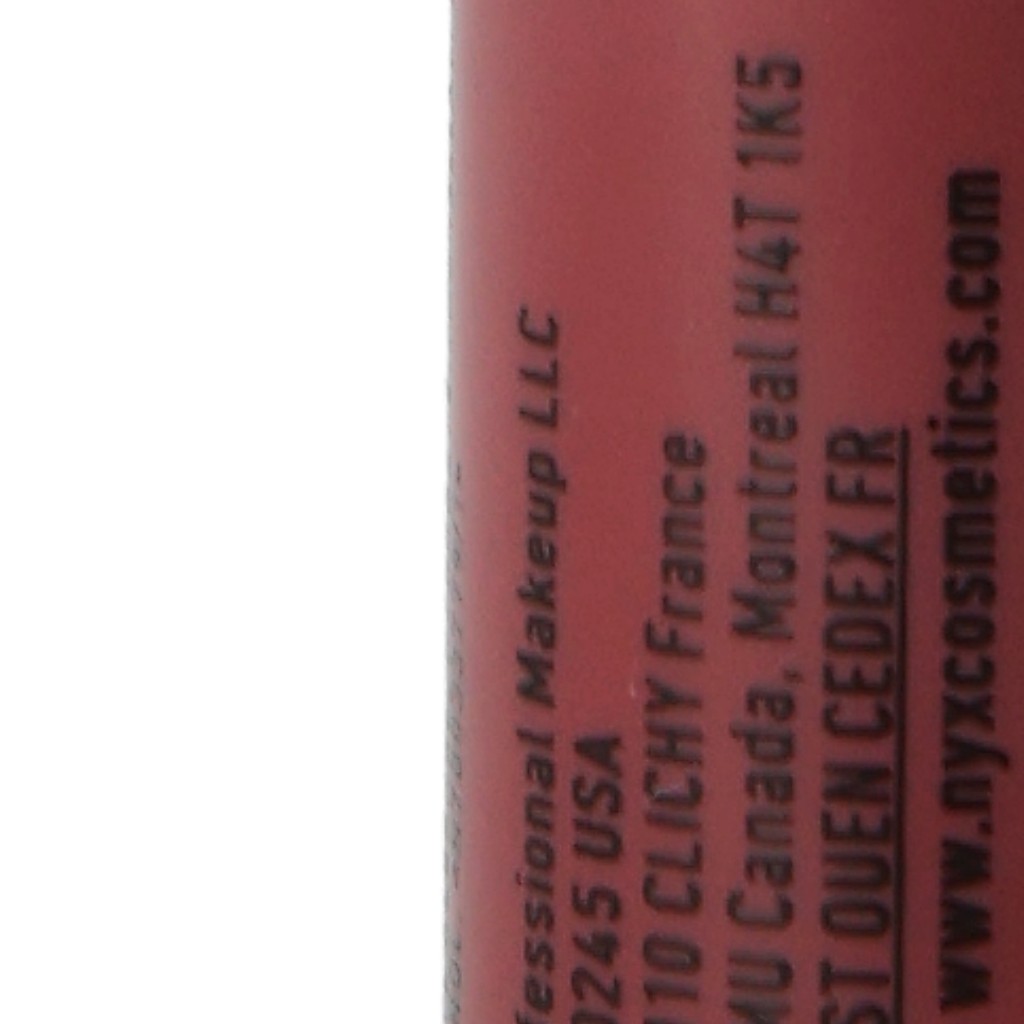 fessional Makeup LLC
0245 USA
110 CLICHY France
MU Canada, Montreal H4T 1K5
ST OUEN CEDEX FR
www.nyxcosmetics.com